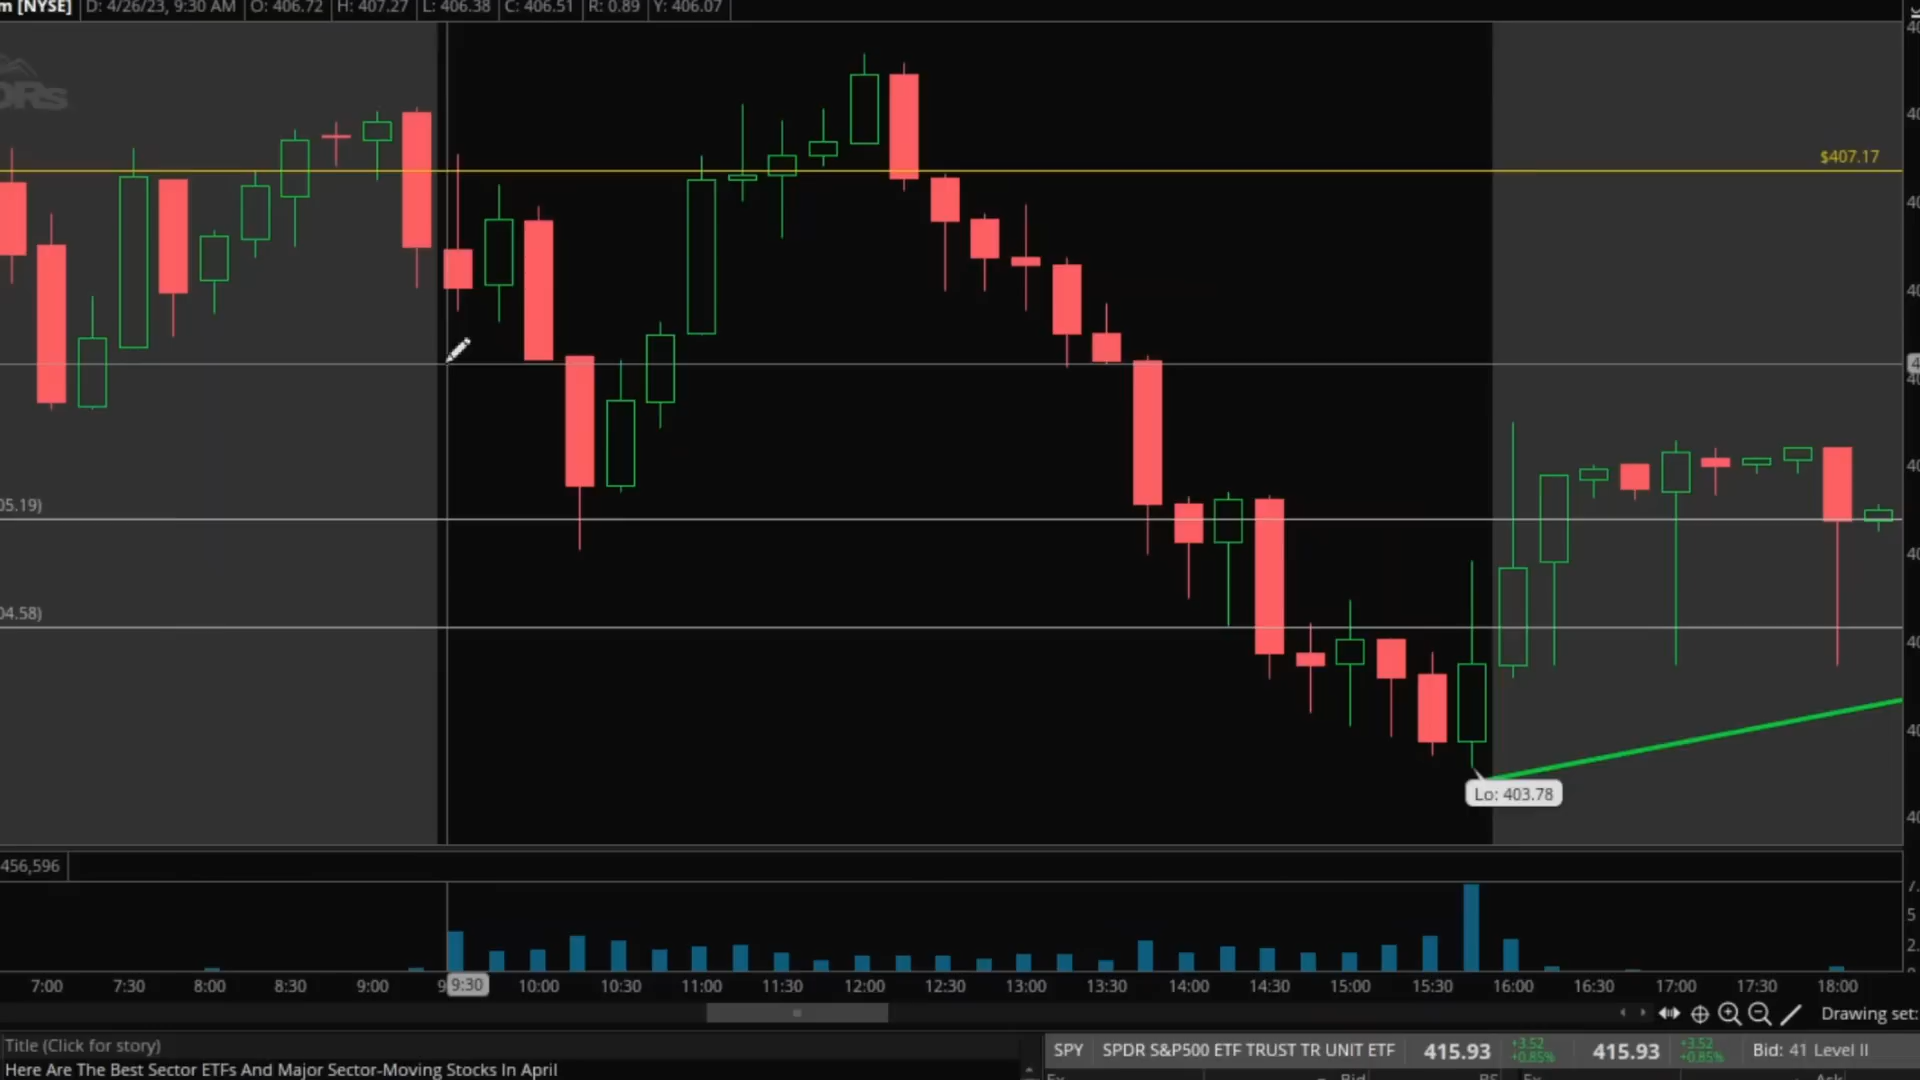 m [NYSE] D: 4/26/23, 9:30 AM O: 406.72 H: 407.27 L: 406.38 C: 406.51 R: 0.89 Y: 406.07
ORs
$407.17
05.19)
04.58)
Lo: 403.78
456,596
7:00 7:30 8:00 8:30 9:00 9:30 10:00 10:30 11:00 11:30 12:00 12:30 13:00 13:30 14:00 14:30 15:00 15:30 16:00 16:30 17:00 17:30 18:00
Drawing set:
Title (Click for story)
Here Are The Best Sector ETFs And Major Sector-Moving Stocks In April
SPY SPDR S&P500 ETF TRUST TR UNIT ETF 415.93 +3.52 +0.85% 415.93 +3.52 +0.85% Bid: 41 Level II